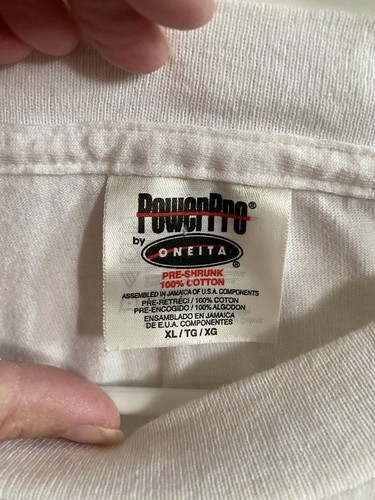 PowerPro®
by ONEITA®
PRE-SHRUNK
100% COTTON
ASSEMBLED IN JAMAICA OF U.S.A. COMPONENTS
PRE-RETRÉCI / 100% COTON
PRE-ENCOGIDO / 100% ALGODON
ENSAMBLADO EN JAMAICA
DE E.U.A. COMPONENTES
XL / TG / XG